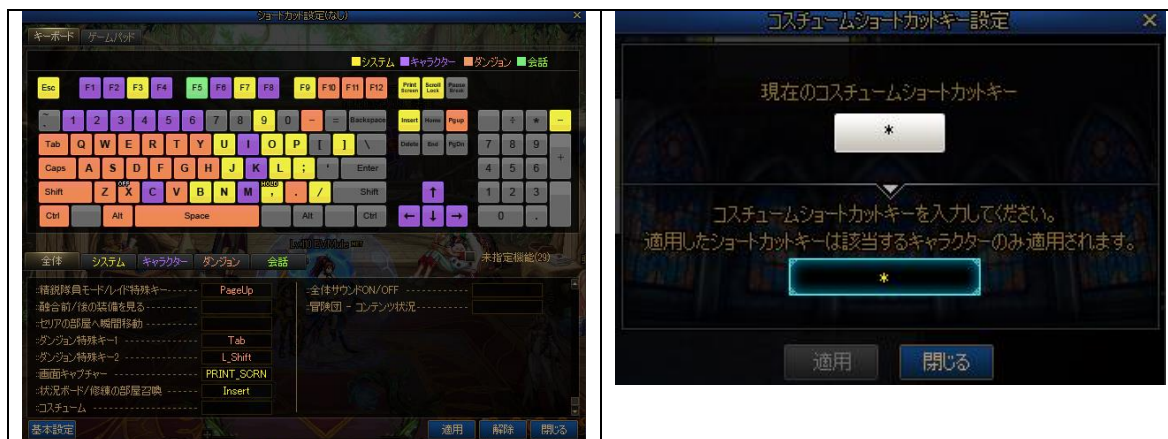 ショートカット設定(なし)
キーボード ゲームパッド
システム キャラクター ダンジョン 会話
Esc F1 F2 F3 F4 F5 F6 F7 F8 F9 F10 F11 F12 Print Screen Scroll Lock Pause Break
~ ` 1 2 3 4 5 6 7 8 9 0 - = Backspace Insert Home Pgup ÷ * -
Tab Q W E R T Y U I O P [ ] \ Delete End PgDn 7 8 9 +
Caps A S D F G H J K L ; ' Enter 4 5 6
Shift Z OFF X C V B N M HOLD , . / Shift ↑ 1 2 3
Ctrl Alt Space Alt Ctrl ← ↓ → 0 .
全体 システム キャラクター ダンジョン 会話 未指定機能(29)
::精鋭隊員モード/レイド特殊キー PageUp
::融合前/後の装備を見る
::セリアの部屋へ瞬間移動
::ダンジョン特殊キー1 Tab
::ダンジョン特殊キー2 L_Shift
::画面キャプチャー PRINT_SCRN
::状況ボード/修練の部屋召喚 Insert
::コスチューム
::全体サウンドON/OFF
::冒険団 - コンテンツ状況
基本設定 適用 解除 閉じる
コスチュームショートカットキー設定
現在のコスチュームショートカットキー
*
コスチュームショートカットキーを入力してください。
適用したショートカットキーは該当するキャラクターのみ適用されます。
*
適用 閉じる